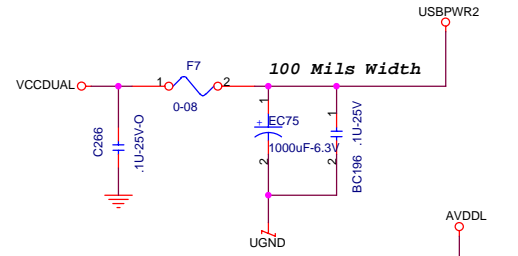 USBPWR2
F7
100 Mils Width
VCCDUAL
1
2
0-08
C266
.1U-25V-O
1
+
EC75
1000uF-6.3V
2
1
.1U-25V
2
BC196
UGND
AVDDL